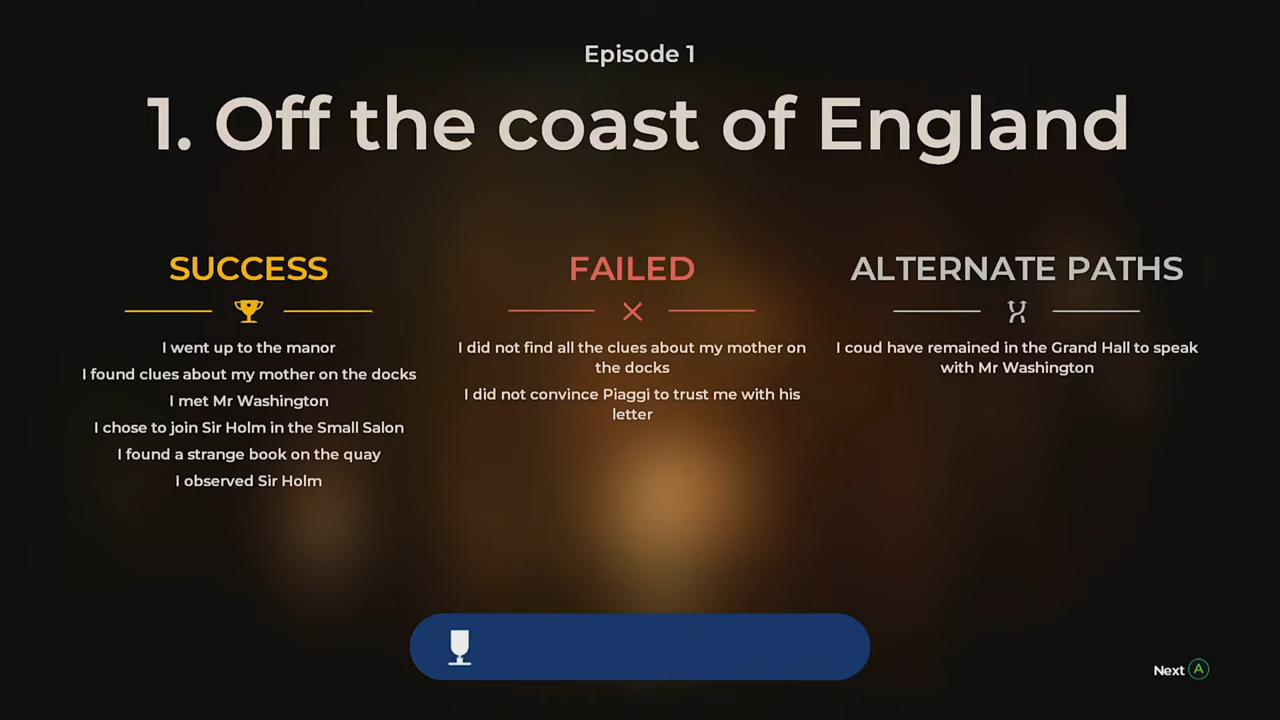 Episode 1
1. Off the coast of England
SUCCESS
I went up to the manor
I found clues about my mother on the docks
I met Mr Washington
I chose to join Sir Holm in the Small Salon
I found a strange book on the quay
I observed Sir Holm
FAILED
I did not find all the clues about my mother on
the docks
I did not convince Piaggi to trust me with his
letter
ALTERNATE PATHS
I coud have remained in the Grand Hall to speak
with Mr Washington
Next A